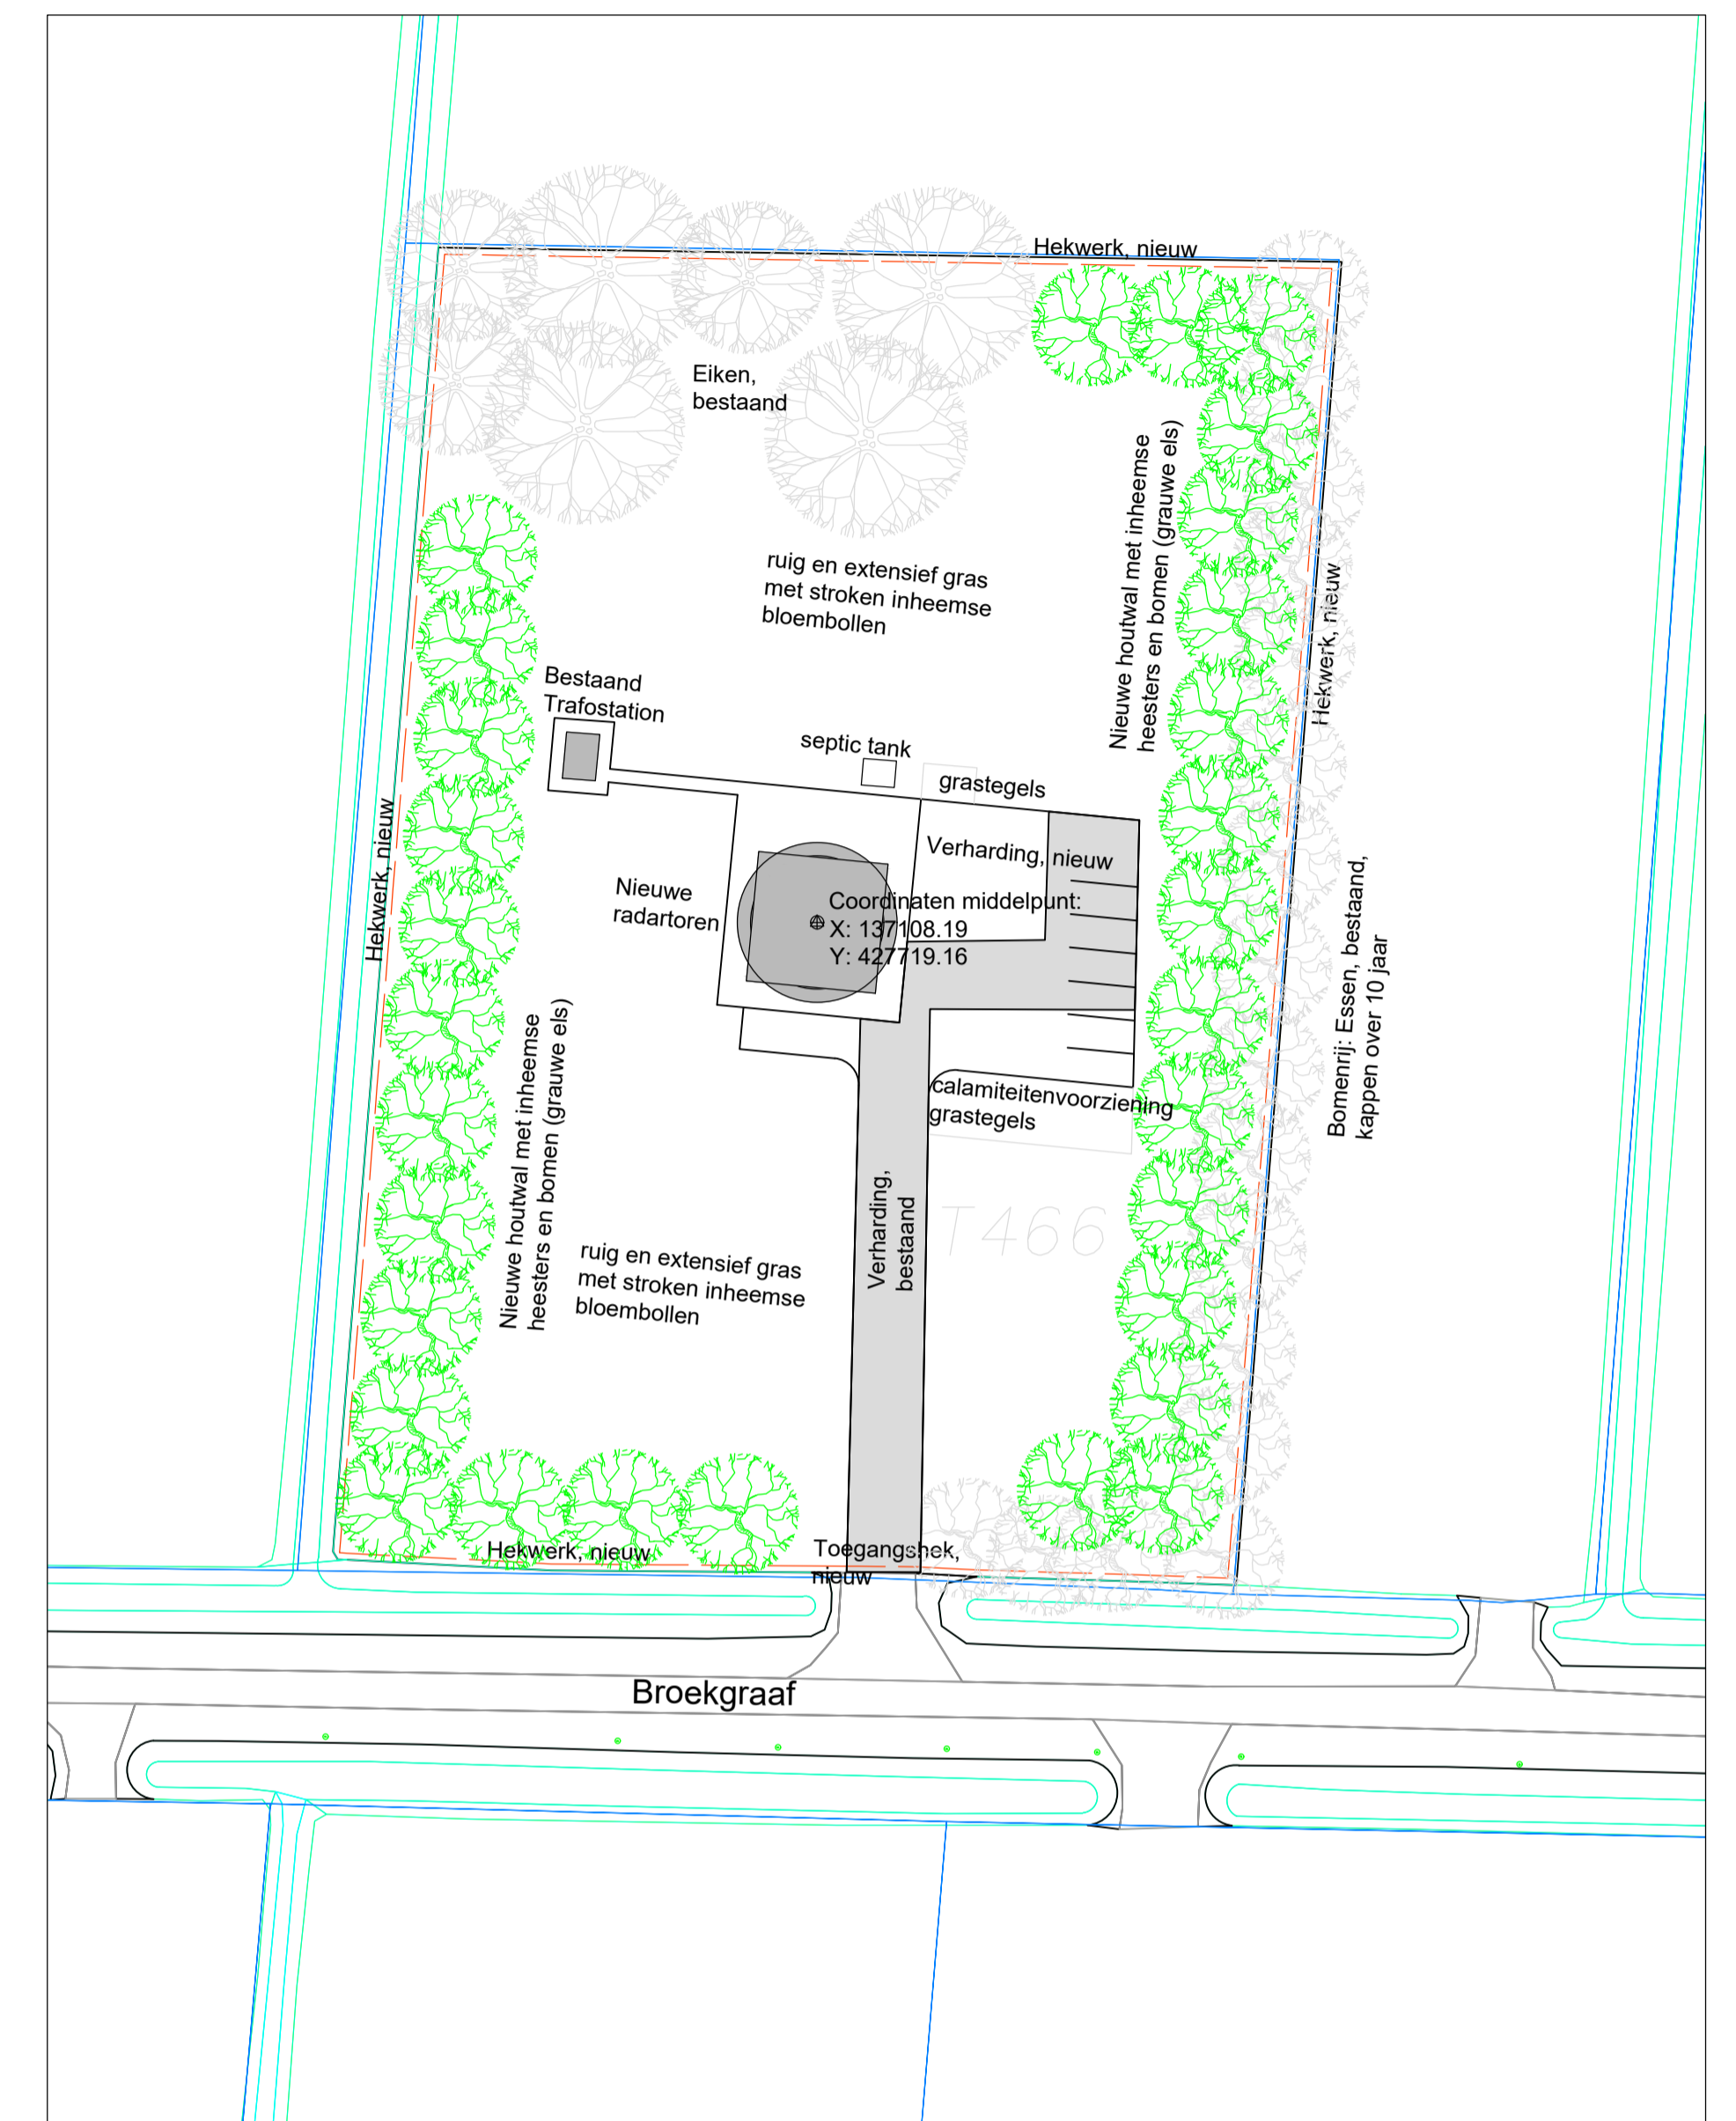 Hekwerk, nieuw
Eiken,
bestaand
Nieuwe houtwal met inheemse
heesters en bomen (grauwe els)
ruig en extensief gras
met stroken inheemse
bloembollen
Hekwerk, nieuw
Bestaand
Trafostation
septic tank
grastegels
Verharding, nieuw
Hekwerk, nieuw
Nieuwe
radartoren
Coordinaten middelpunt:
X: 137108.19
Y: 427719.16
Bomenrij: Essen, bestaand,
kappen over 10 jaar
calamiteitenvoorziening
grastegels
Nieuwe houtwal met inheemse
heesters en bomen (grauwe els)
Verharding,
bestaand
T466
ruig en extensief gras
met stroken inheemse
bloembollen
Hekwerk, nieuw
Toegangshek,
nieuw
Broekgraaf